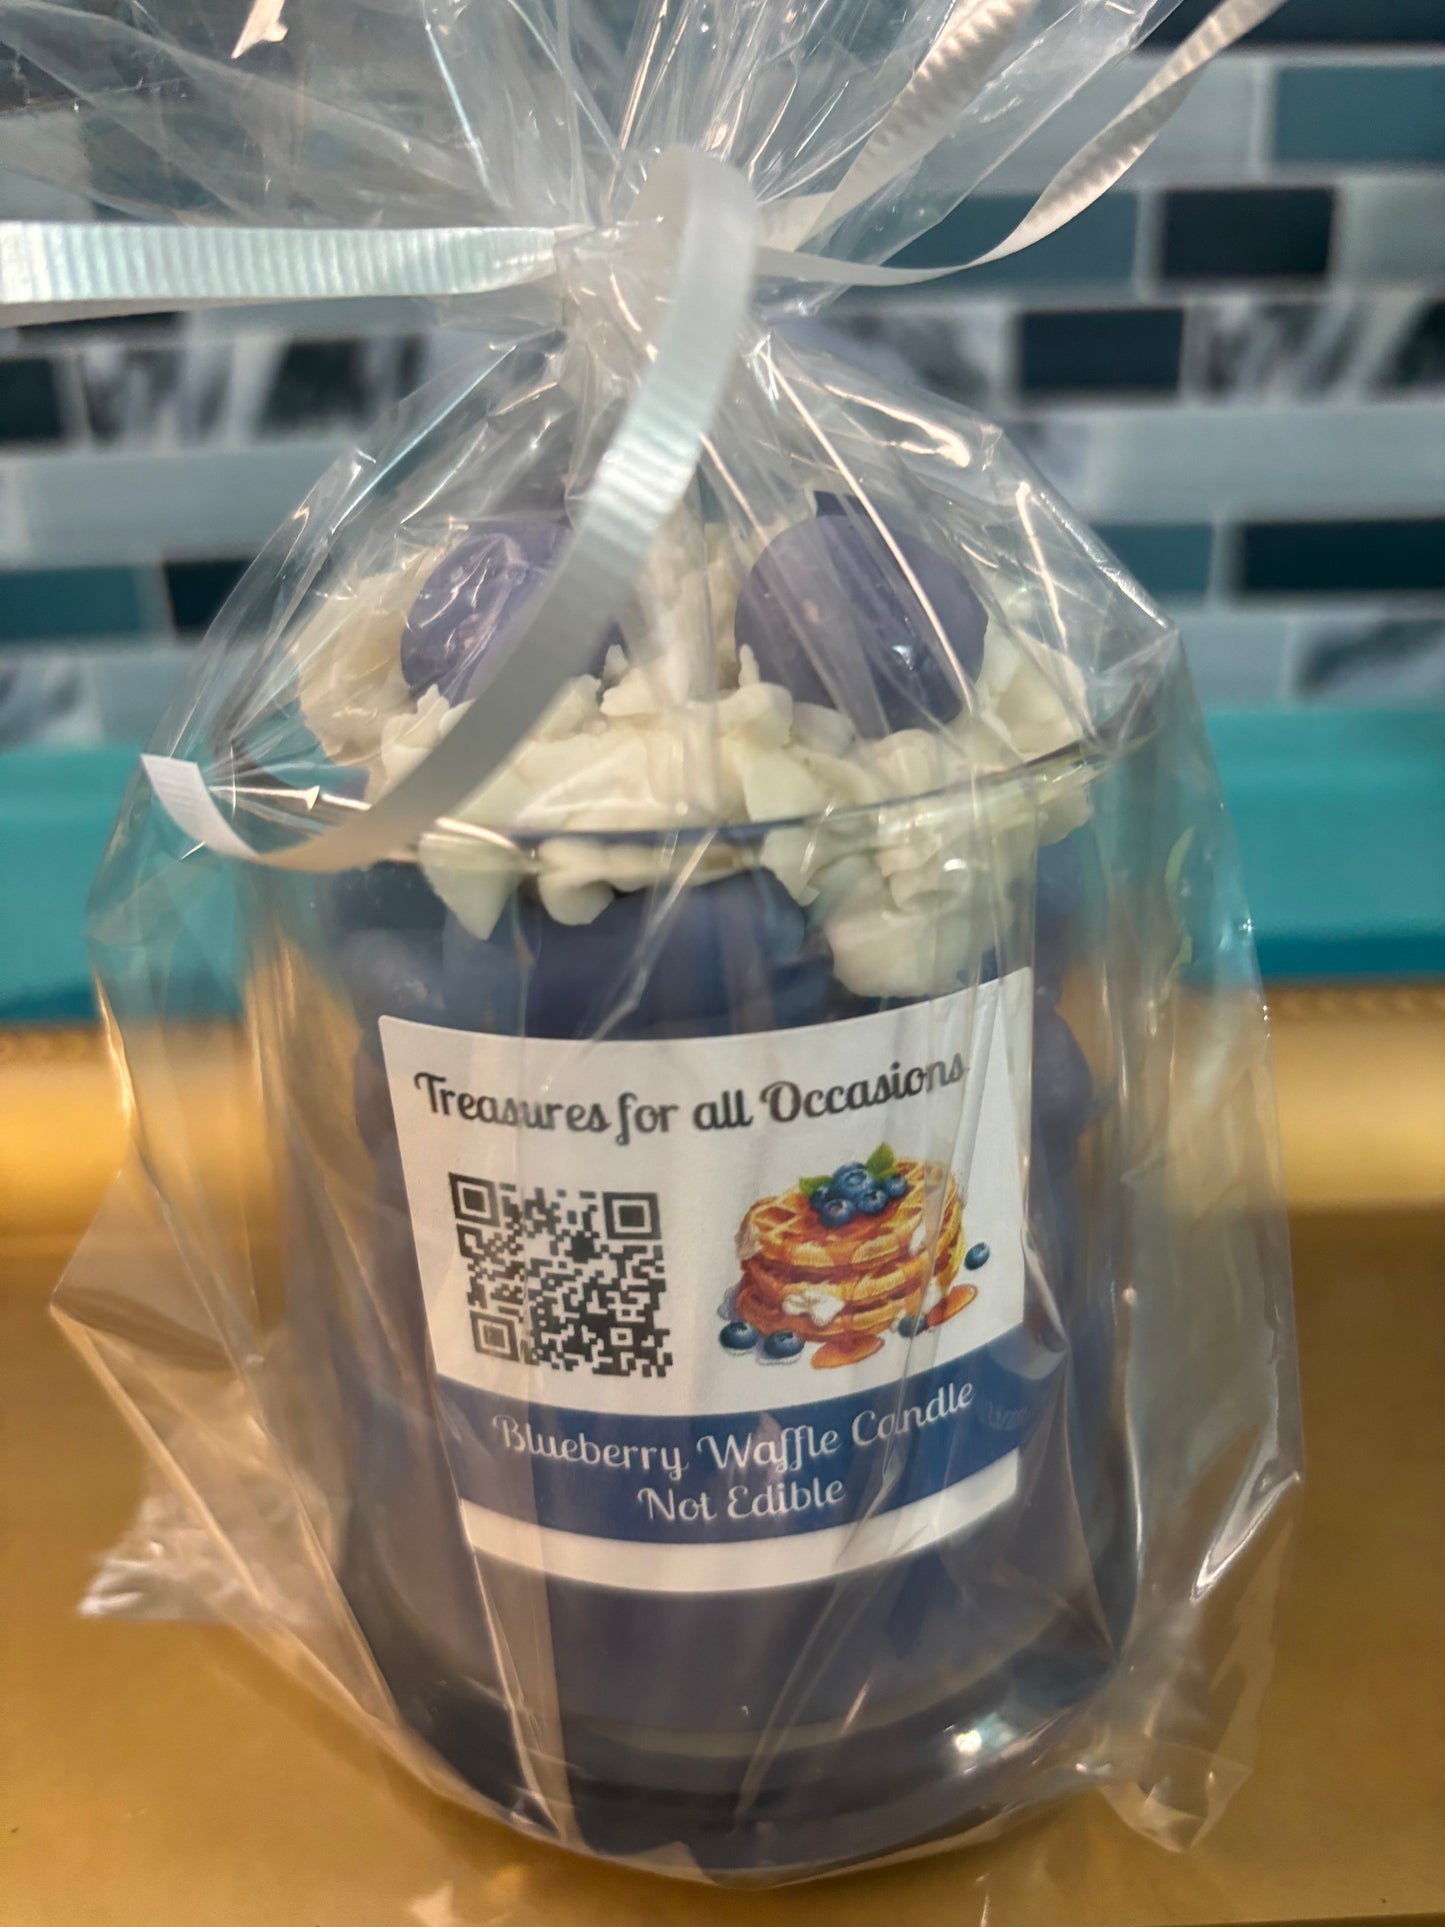 Treasures for all Occasions
Blueberry Waffle Candle
Not Edible